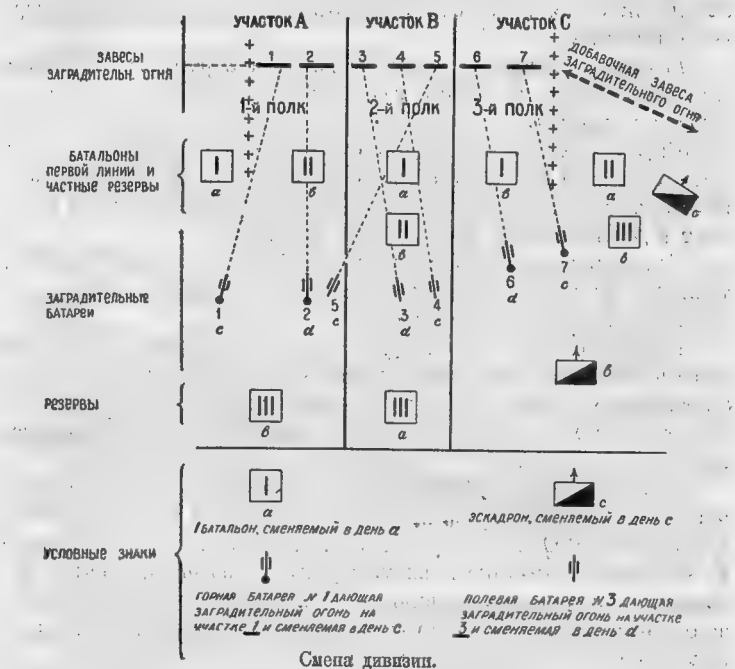 УЧАСТОК А УЧАСТОК В УЧАСТОК С
ЗАВЕСЫ
ЗАГРАДИТЕЛЬН. ОГНЯ
1 2 3 4 5 6 7
ДОБАВОЧНАЯ ЗАВЕСА
ЗАГРАДИТЕЛЬНОГО ОГНЯ
1-й ПОЛК 2-й ПОЛК 3-й ПОЛК
БАТАЛЬОНЫ
ПЕРВОЙ ЛИНИИ И
ЧАСТНЫЕ РЕЗЕРВЫ
I II I I II
а в а в а
с
II III
в в
ЗАГРАДИТЕЛЬНЫЕ
БАТАРЕИ
1 2 5 3 4 6 7
с d с d с d с
в
РЕЗЕРВЫ
III III
в а
УСЛОВНЫЕ ЗНАКИ
I
а
с
1 БАТАЛЬОН, СМЕНЯЕМЫЙ В ДЕНЬ а
ЭСКАДРОН, СМЕНЯЕМЫЙ В ДЕНЬ с
ГОРНАЯ БАТАРЕЯ № 1 ДАЮЩАЯ
ЗАГРАДИТЕЛЬНЫЙ ОГОНЬ НА
УЧАСТКЕ 1 И СМЕНЯЕМАЯ В ДЕНЬ с.
ПОЛЕВАЯ БАТАРЕЯ № 3 ДАЮЩАЯ
ЗАГРАДИТЕЛЬНЫЙ ОГОНЬ НА УЧАСТКЕ
3 И СМЕНЯЕМАЯ В ДЕНЬ d
Смена дивизии.